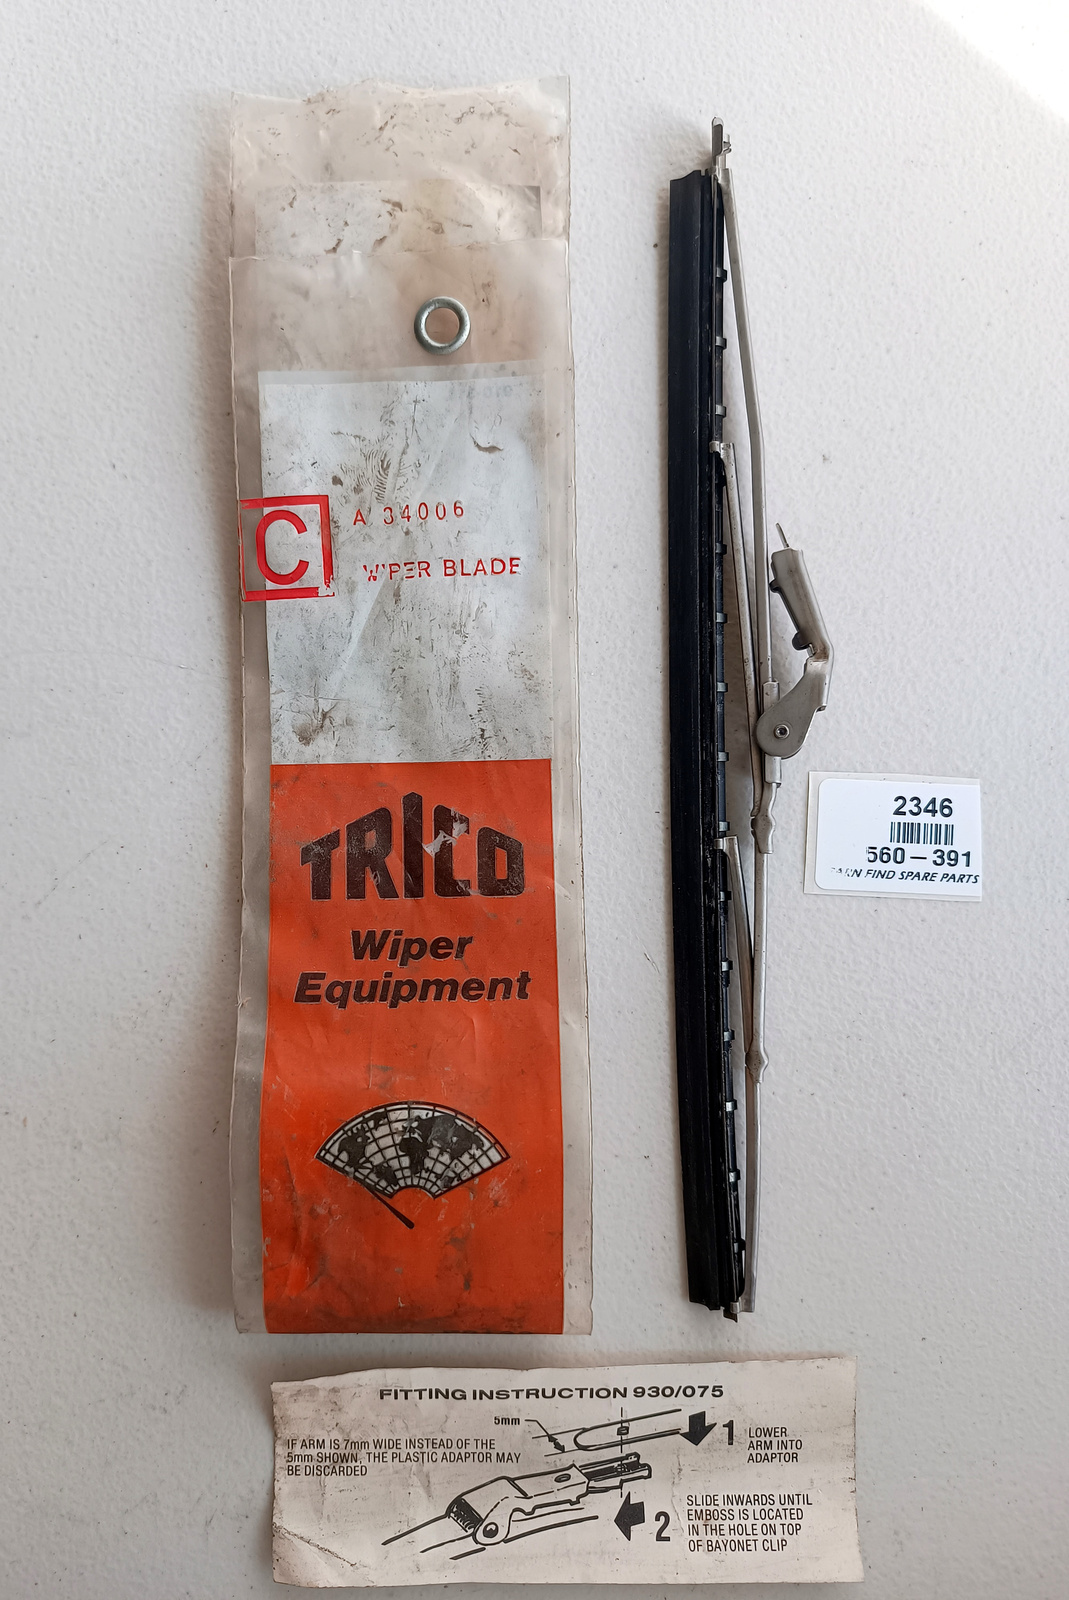 C
A 34006
WIPER BLADE
TRICO
Wiper
Equipment
2346
560-391
FIND SPARE PARTS
FITTING INSTRUCTION 930/075
5mm
IF ARM IS 7mm WIDE INSTEAD OF THE
5mm SHOWN, THE PLASTIC ADAPTOR MAY
BE DISCARDED
1 LOWER
ARM INTO
ADAPTOR
2 SLIDE INWARDS UNTIL
EMBOSS IS LOCATED
IN THE HOLE ON TOP
OF BAYONET CLIP